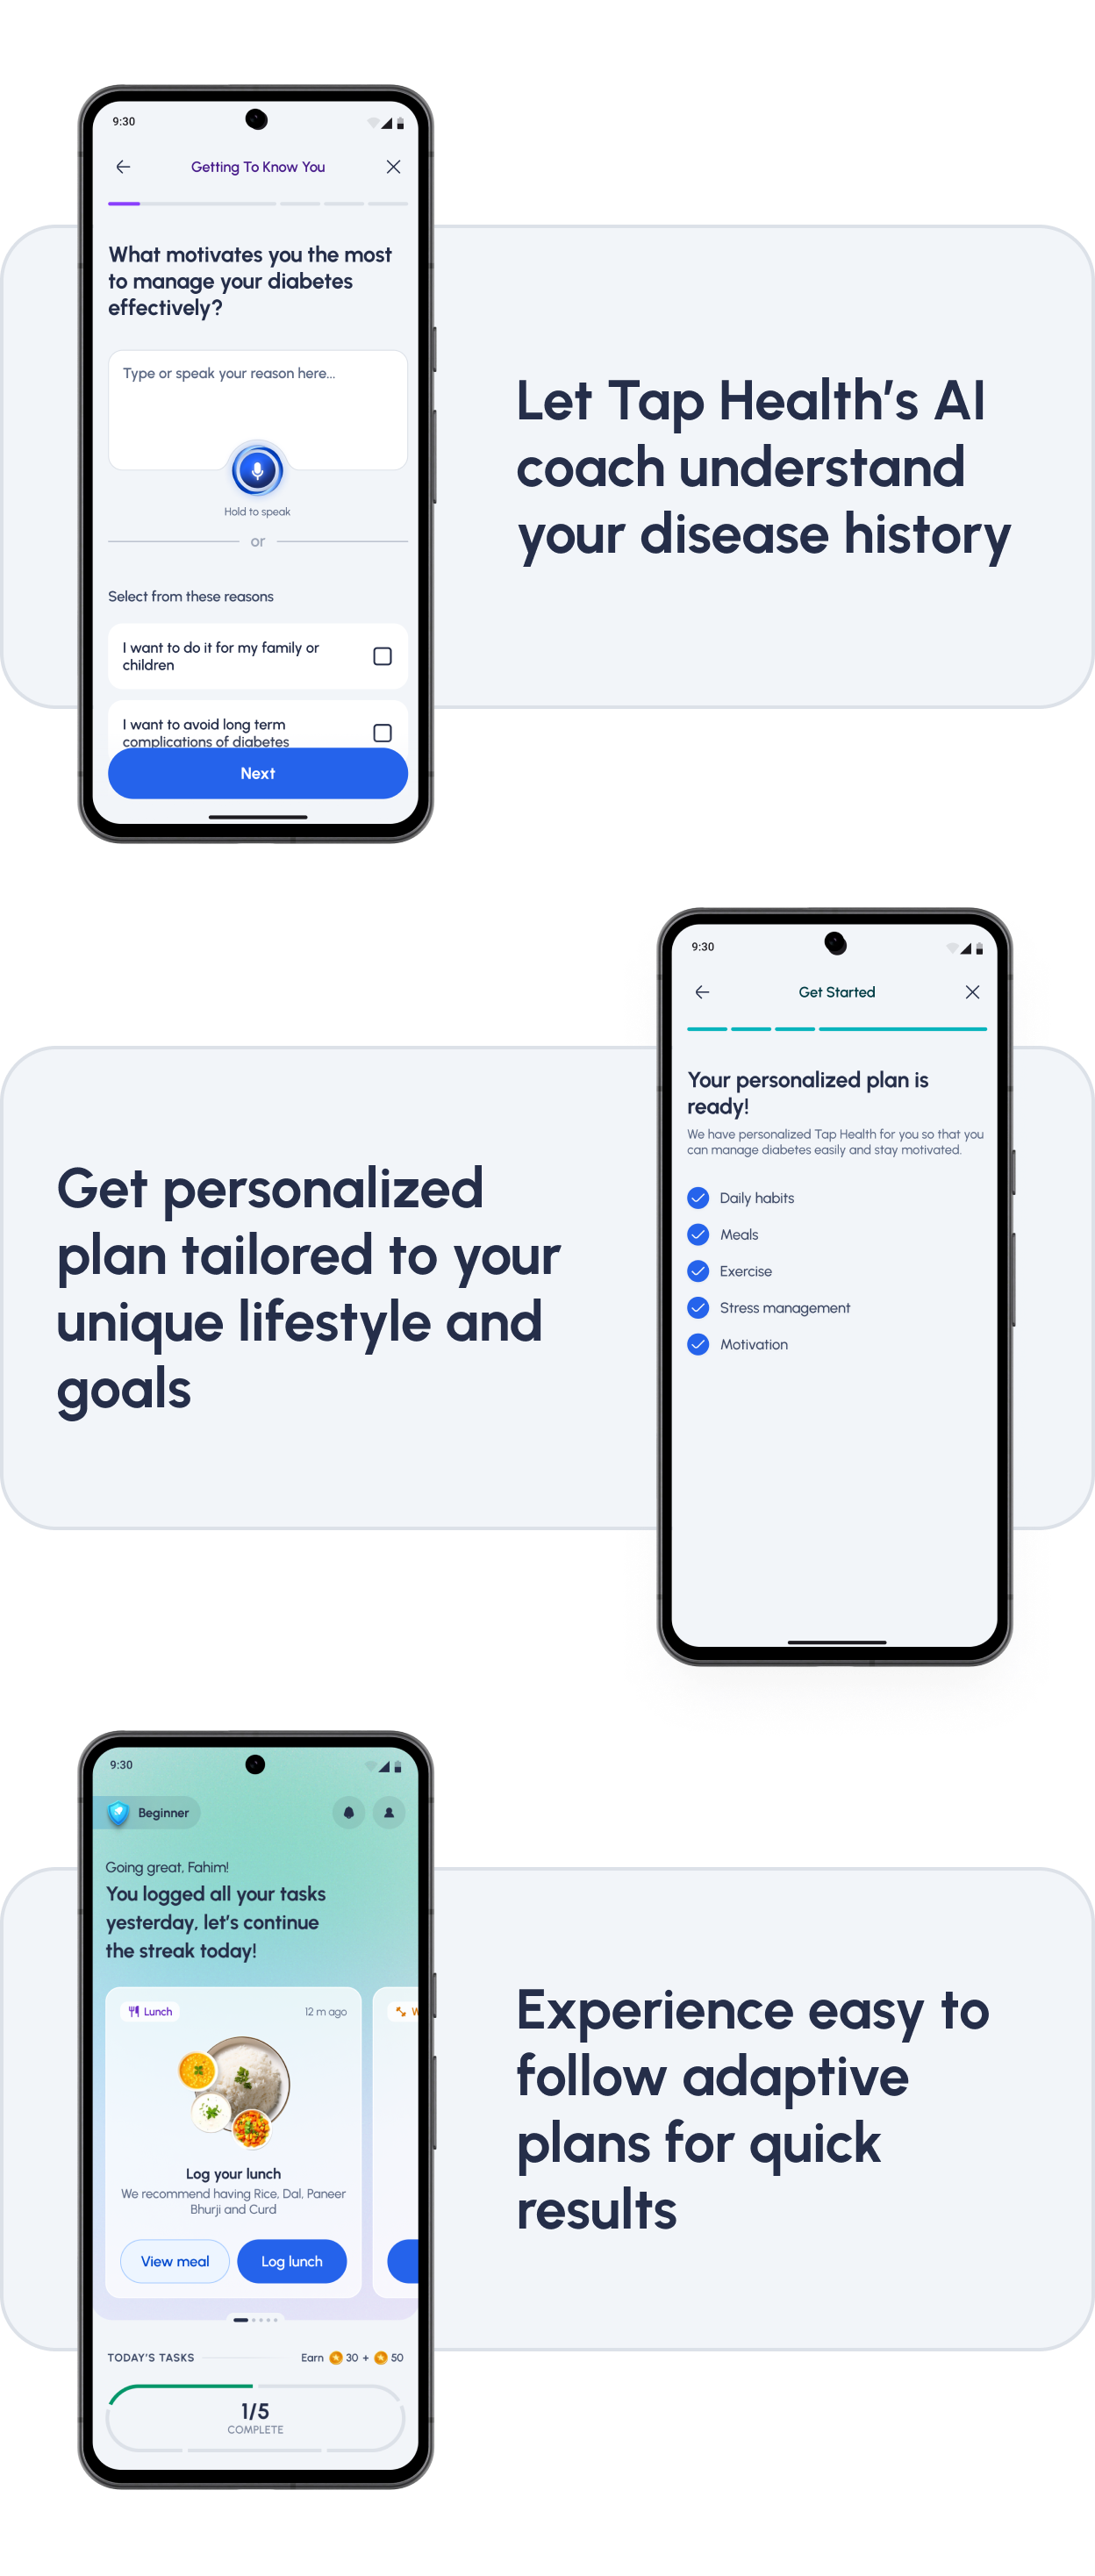 9:30
Getting To Know You
What motivates you the most
to manage your diabetes
effectively?
Type or speak your reason here...
Hold to speak
or
Select from these reasons
I want to do it for my family or
children
I want to avoid long term
complications of diabetes
Next
Let Tap Health’s AI
coach understand
your disease history
9:30
Get Started
Your personalized plan is
ready!
We have personalized Tap Health for you so that you
can manage diabetes easily and stay motivated.
Daily habits
Meals
Exercise
Stress management
Motivation
Get personalized
plan tailored to your
unique lifestyle and
goals
9:30
Beginner
Going great, Fahim!
You logged all your tasks
yesterday, let’s continue
the streak today!
Lunch
12 m ago
Log your lunch
We recommend having Rice, Dal, Paneer
Bhurji and Curd
View meal
Log lunch
TODAY’S TASKS
Earn 30 + 50
1/5
COMPLETE
Experience easy to
follow adaptive
plans for quick
results